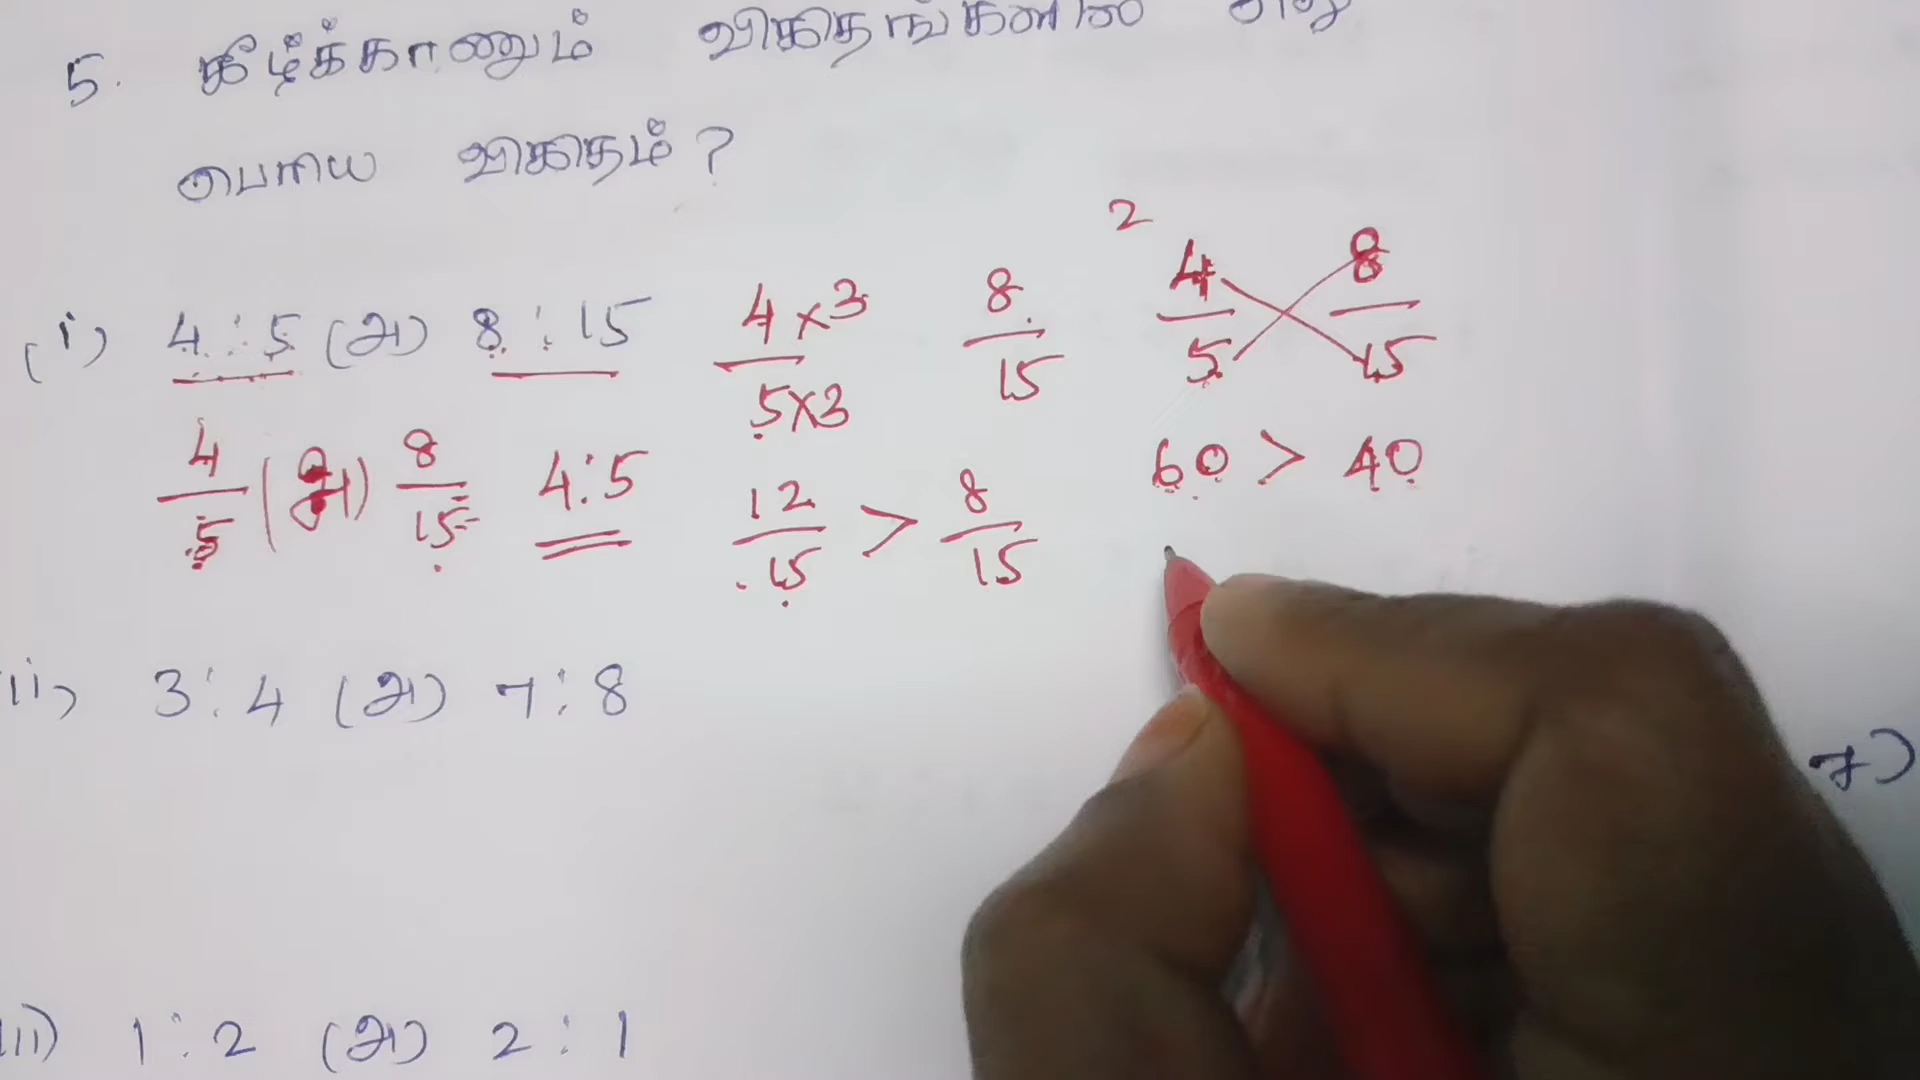 5. கீழ்க்காணும் விகிதங்களில் எது
பெரிய விகிதம்?
(i) 4:5 (அ) 8:15
4/5 (அ) 8/15 4:5
4×3/5×3 8/15
12/15 > 8/15
2 4/5 8/15
60 > 40
ii) 3:4 (அ) 7:8
iii) 1:2 (அ) 2:1